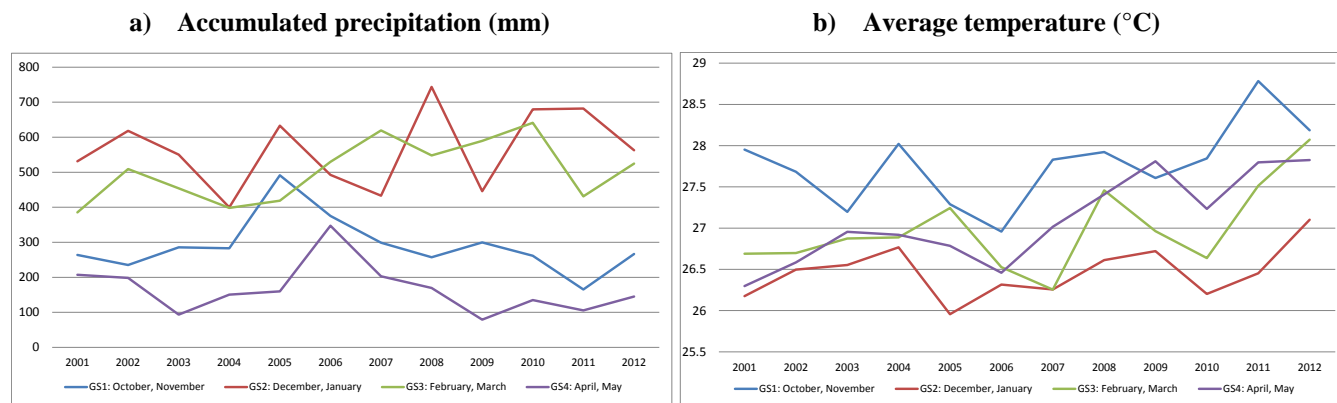 a) Accumulated precipitation (mm)
800
700
600
500
400
300
200
100
0
2001 2002 2003 2004 2005 2006 2007 2008 2009 2010 2011 2012
GS1: October, November GS2: December, January GS3: February, March GS4: April, May
b) Average temperature (°C)
29
28.5
28
27.5
27
26.5
26
25.5
2001 2002 2003 2004 2005 2006 2007 2008 2009 2010 2011 2012
GS1: October, November GS2: December, January GS3: February, March GS4: April, May